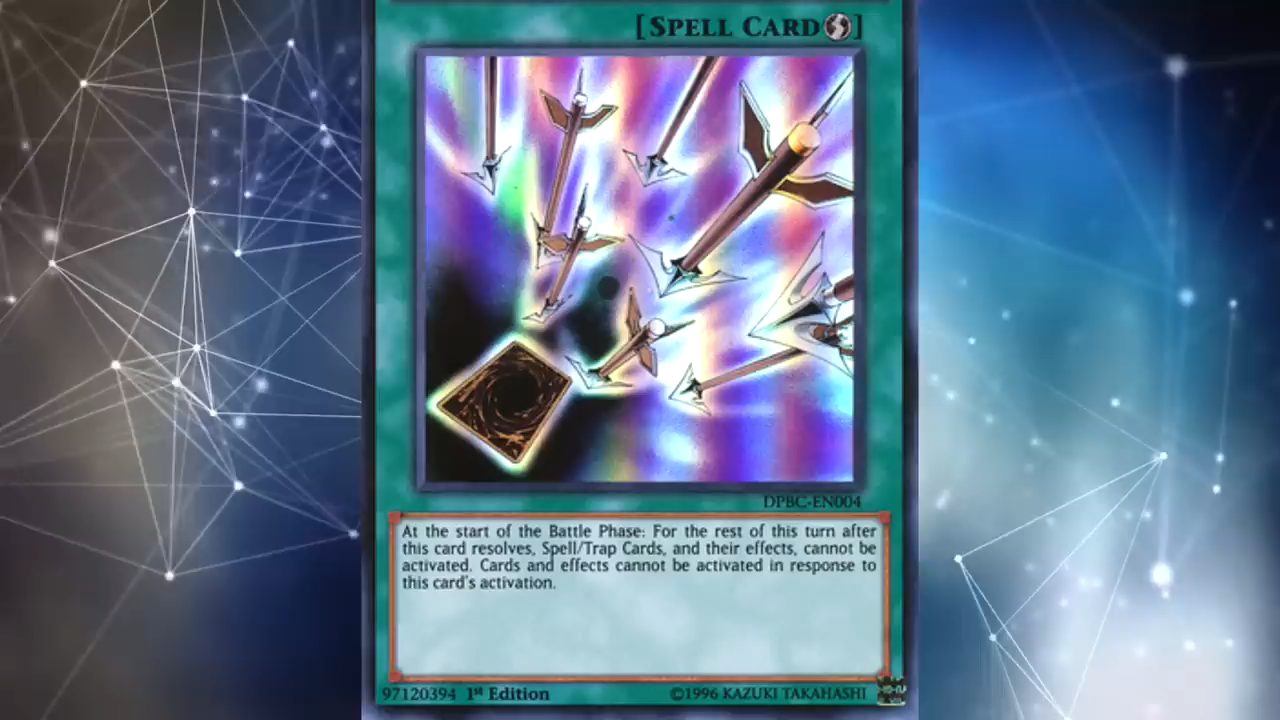 [SPELL CARD]
DPBC-EN004
At the start of the Battle Phase: For the rest of this turn after
this card resolves, Spell/Trap Cards, and their effects, cannot be
activated. Cards and effects cannot be activated in response to
this card's activation.
97120394 1st Edition ©1996 KAZUKI TAKAHASHI